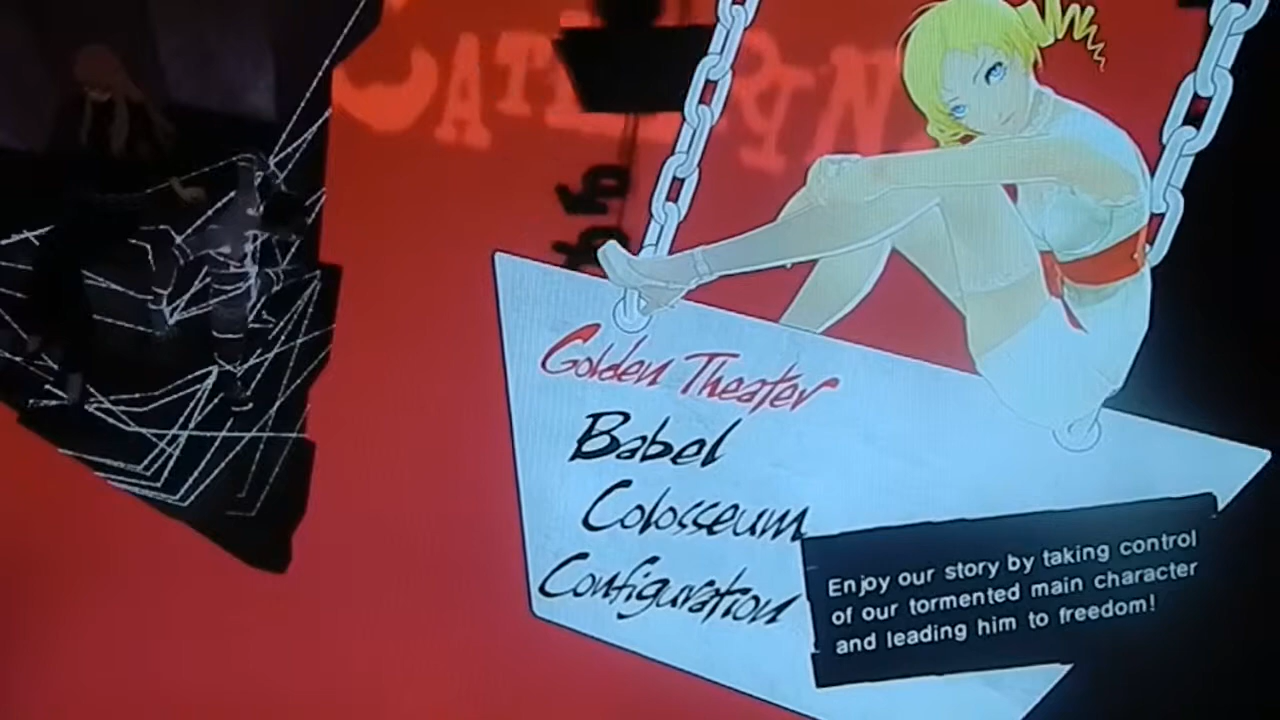 CATHERINE
Golden Theater
Babel
Colosseum
Configuration
Enjoy our story by taking control
of our tormented main character
and leading him to freedom!